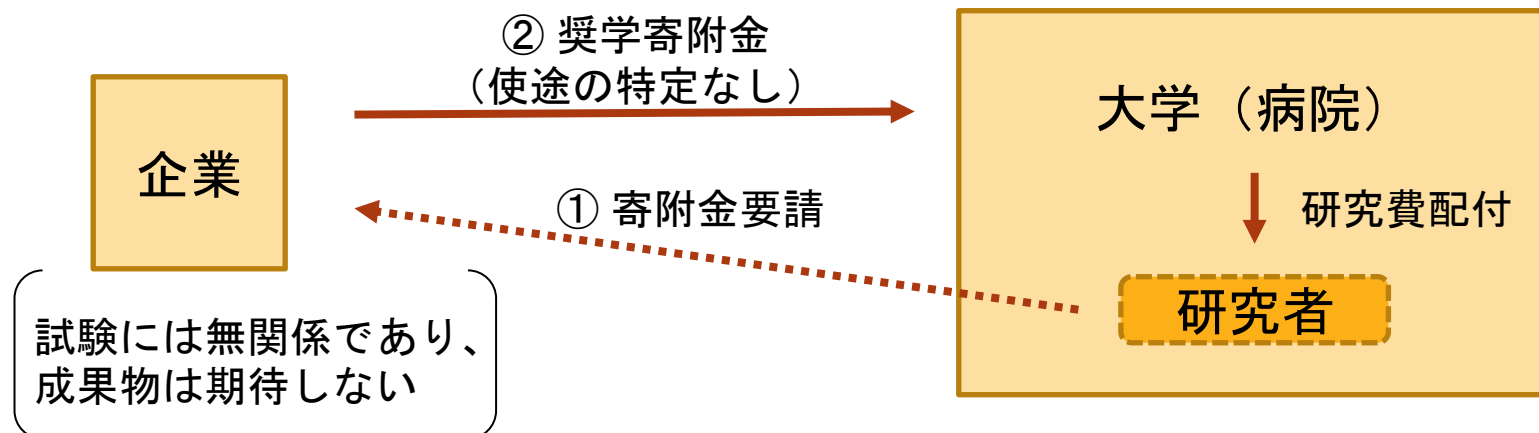 ② 奨学寄附金
（使途の特定なし）
大学（病院）
企業
① 寄附金要請
研究費配付
研究者
試験には無関係であり、
成果物は期待しない